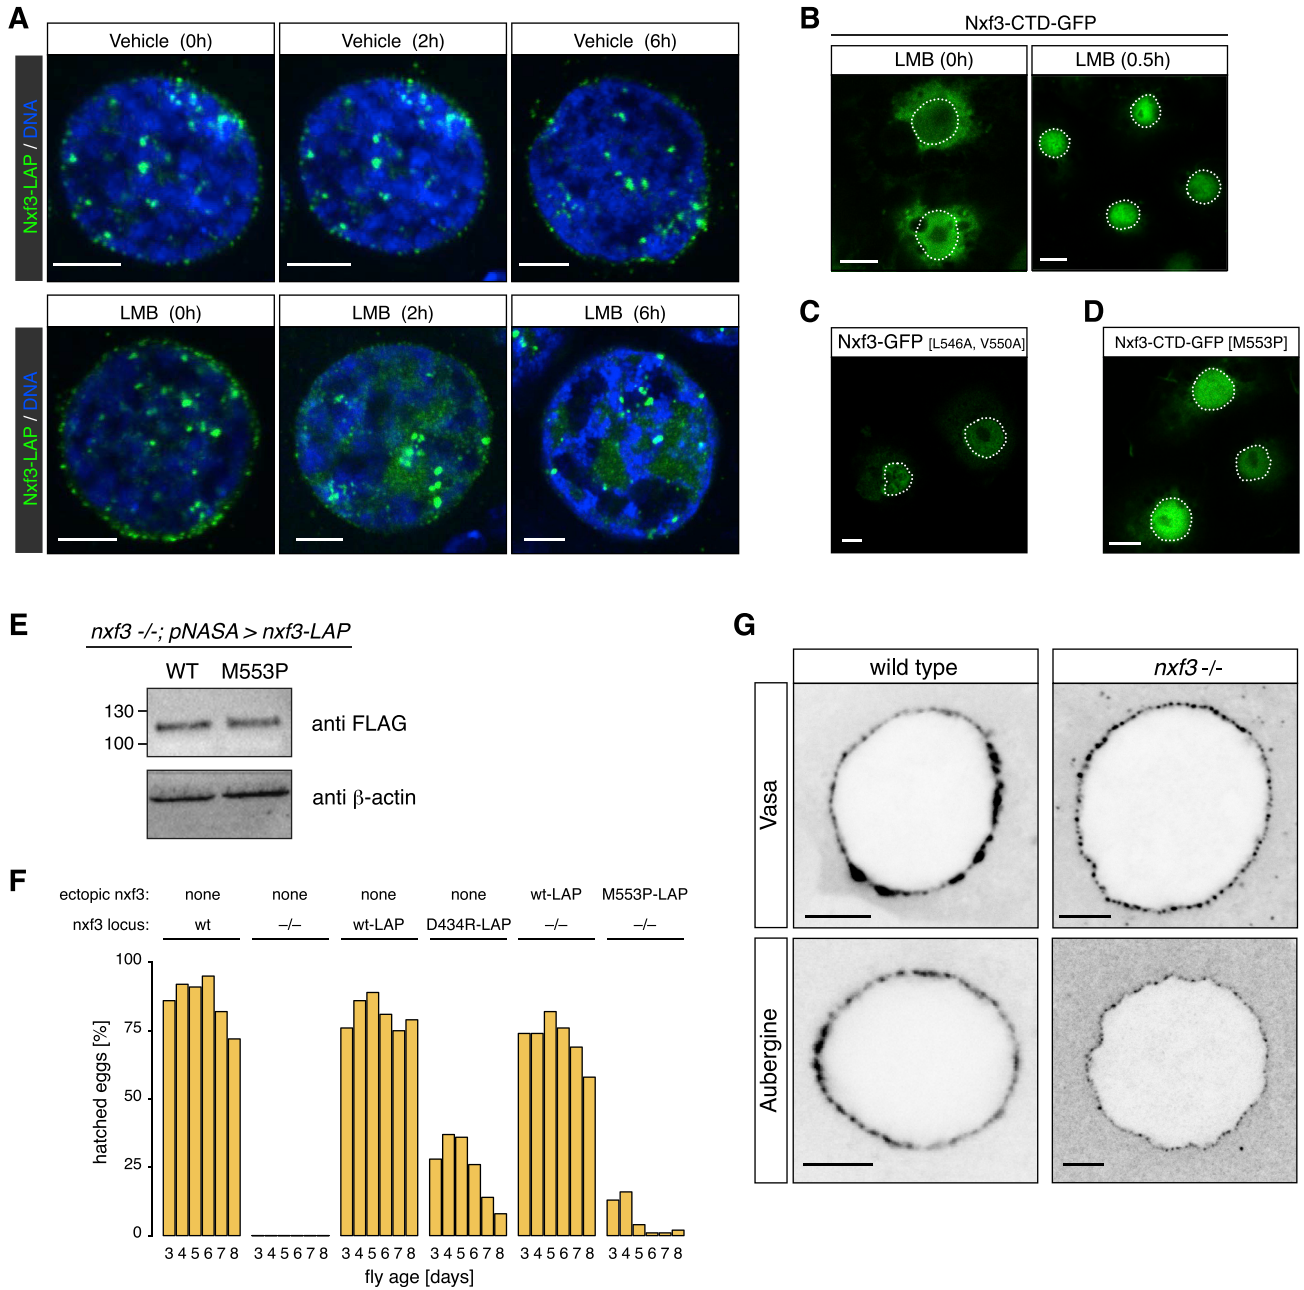 A
Vehicle (0h)
Vehicle (2h)
Vehicle (6h)
Nxf3-LAP / DNA
LMB (0h)
LMB (2h)
LMB (6h)
Nxf3-LAP / DNA
B
Nxf3-CTD-GFP
LMB (0h)
LMB (0.5h)
C
Nxf3-GFP [L546A, V550A]
D
Nxf3-CTD-GFP [M553P]
E
nxf3 -/-; pNASA > nxf3-LAP
WT M553P
130
100
anti FLAG
anti β-actin
F
ectopic nxf3: none none none none wt-LAP M553P-LAP
nxf3 locus: wt –/– wt-LAP D434R-LAP –/– –/–
hatched eggs [%]
100
75
50
25
0
3 4 5 6 7 8 3 4 5 6 7 8 3 4 5 6 7 8 3 4 5 6 7 8 3 4 5 6 7 8 3 4 5 6 7 8
fly age [days]
G
wild type
nxf3 -/-
Vasa
Aubergine